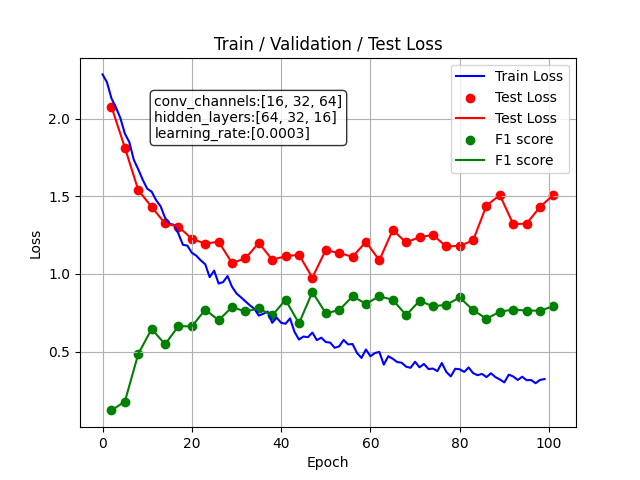 Train / Validation / Test Loss
Train Loss
Test Loss
Test Loss
F1 score
F1 score
conv_channels:[16, 32, 64]
hidden_layers:[64, 32, 16]
learning_rate:[0.0003]
Loss
2.0
1.5
1.0
0.5
0 20 40 60 80 100
Epoch